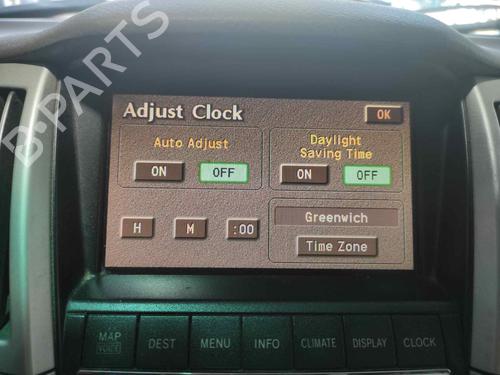 B-PARTS
Adjust Clock
OK
Auto Adjust
ON
OFF
Daylight
Saving Time
ON
OFF
H
M
:00
Greenwich
Time Zone
MAP
VOICE
DEST
MENU
INFO
CLIMATE
DISPLAY
CLOCK